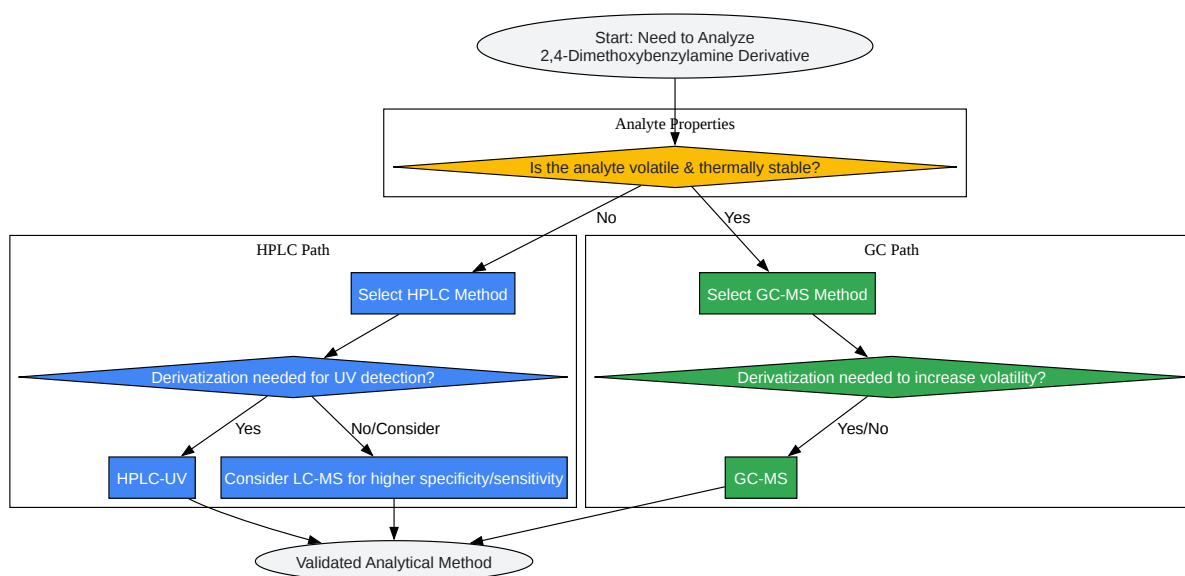 Start: Need to Analyze
2,4-Dimethoxybenzylamine Derivative
Analyte Properties
Is the analyte volatile & thermally stable?
No
Yes
HPLC Path
GC Path
Select HPLC Method
Select GC-MS Method
Derivatization needed for UV detection?
Derivatization needed to increase volatility?
Yes
No/Consider
Yes/No
HPLC-UV
Consider LC-MS for higher specificity/sensitivity
GC-MS
Validated Analytical Method